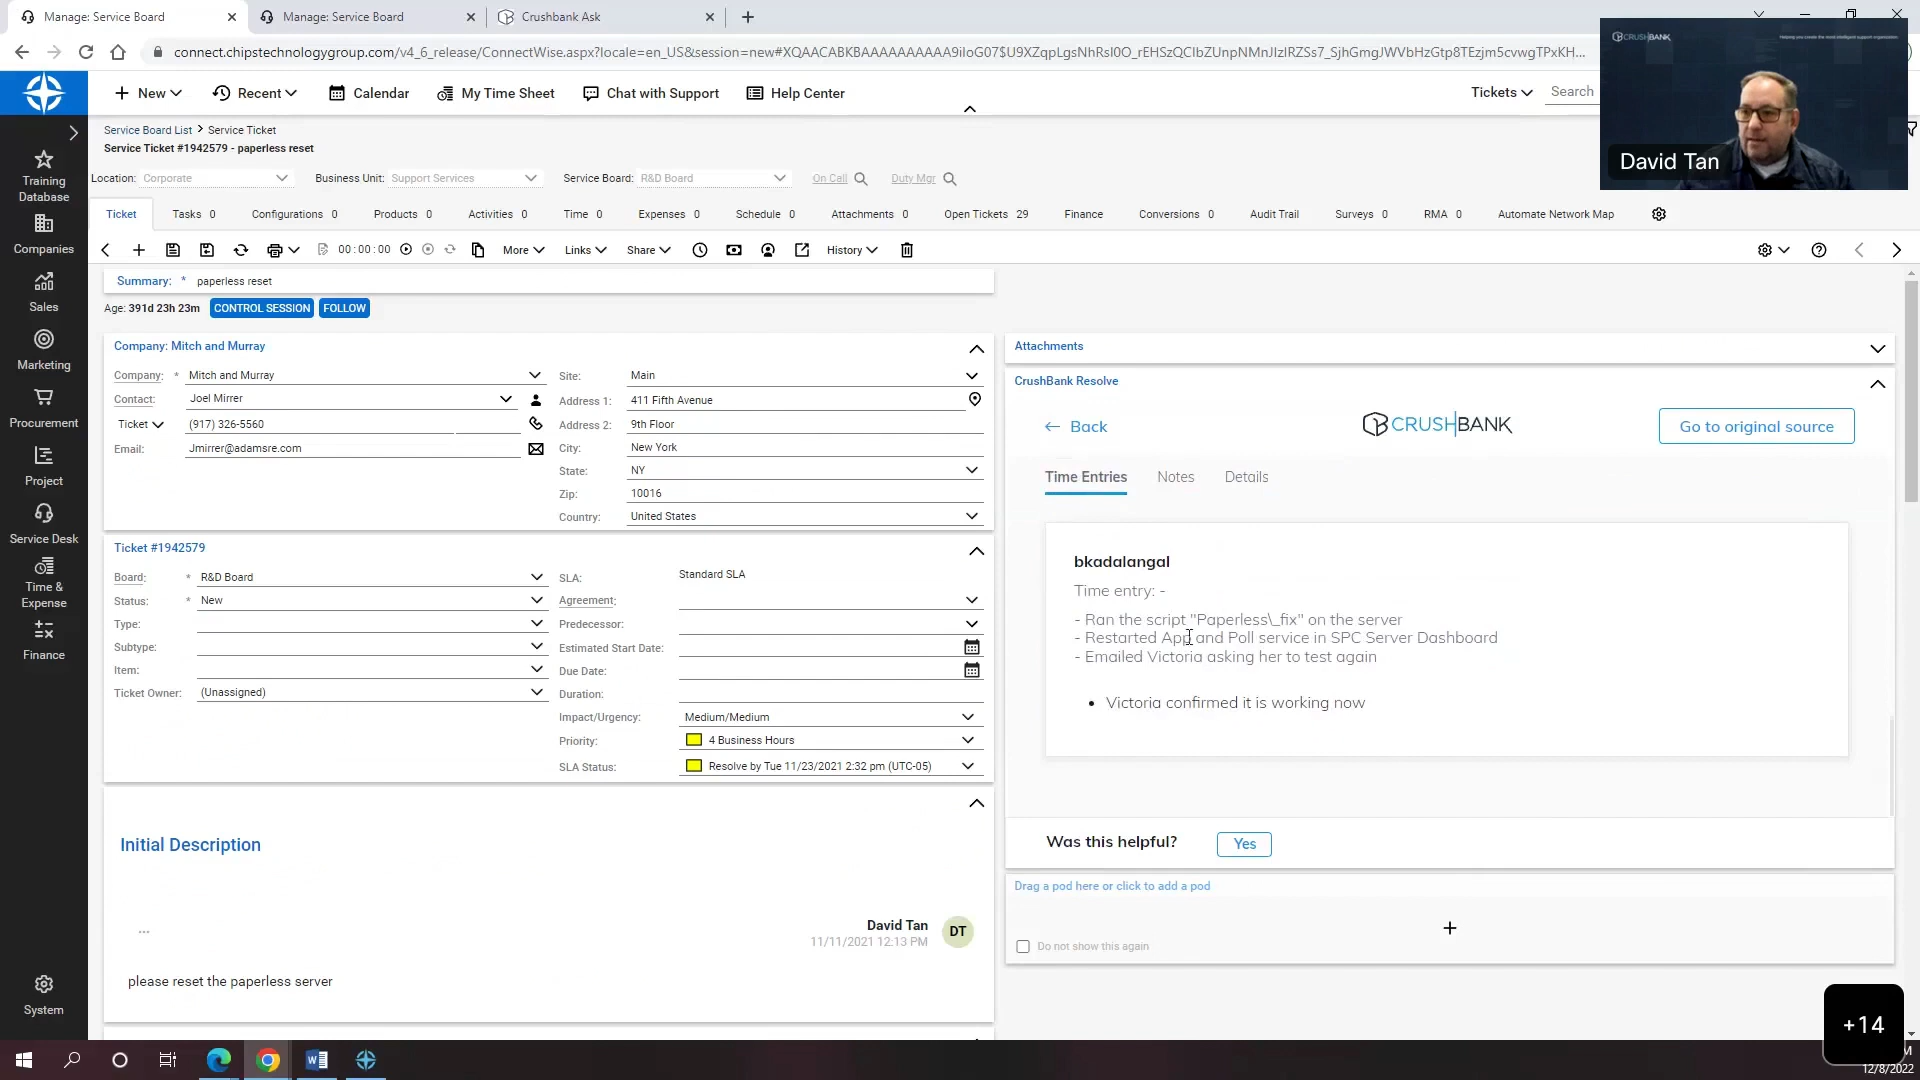 Manage: Service Board
Manage: Service Board
Crushbank Ask
connect.chipstechnologygroup.com/v4_6_release/ConnectWise.aspx?locale=en_US&session=new#
CRUSHBANK
David Tan
New
Recent
Calendar
My Time Sheet
Chat with Support
Help Center
Tickets
Search
Service Board List > Service Ticket
Service Ticket #1942579 - paperless reset
Location: Corporate
Business Unit: Support Services
Service Board: R&D Board
On Call
Duty Mgr
Ticket
Tasks 0
Configurations 0
Products 0
Activities 0
Time 0
Expenses 0
Schedule 0
Attachments 0
Open Tickets 29
Finance
Conversions 0
Audit Trail
Surveys 0
RMA 0
Automate Network Map
00:00:00
More
Links
Share
History
Training
Database
Companies
Sales
Marketing
Procurement
Project
Service Desk
Time &
Expense
Finance
System
Summary: * paperless reset
Age: 391d 23h 23m CONTROL SESSION FOLLOW
Company: Mitch and Murray
Company: * Mitch and Murray
Contact: Joel Mirrer
Ticket (917) 326-5560
Email: Jmirrer@adamsre.com
Site: Main
Address 1: 411 Fifth Avenue
Address 2: 9th Floor
City: New York
State: NY
Zip: 10016
Country: United States
Ticket #1942579
Board: * R&D Board
Status: * New
Type:
Subtype:
Item:
Ticket Owner: (Unassigned)
SLA: Standard SLA
Agreement:
Predecessor:
Estimated Start Date:
Due Date:
Duration:
Impact/Urgency: Medium/Medium
Priority: 4 Business Hours
SLA Status: Resolve by Tue 11/23/2021 2:32 pm (UTC-05)
Initial Description
...
David Tan
11/11/2021 12:13 PM
DT
please reset the paperless server
Attachments
CrushBank Resolve
← Back
CRUSHBANK
Go to original source
Time Entries
Notes
Details
bkadalangal
Time entry: -
- Ran the script "Paperless\_fix" on the server
- Restarted App and Poll service in SPC Server Dashboard
- Emailed Victoria asking her to test again
• Victoria confirmed it is working now
Was this helpful?
Yes
Drag a pod here or click to add a pod
+
Do not show this again
+14
12/8/2022